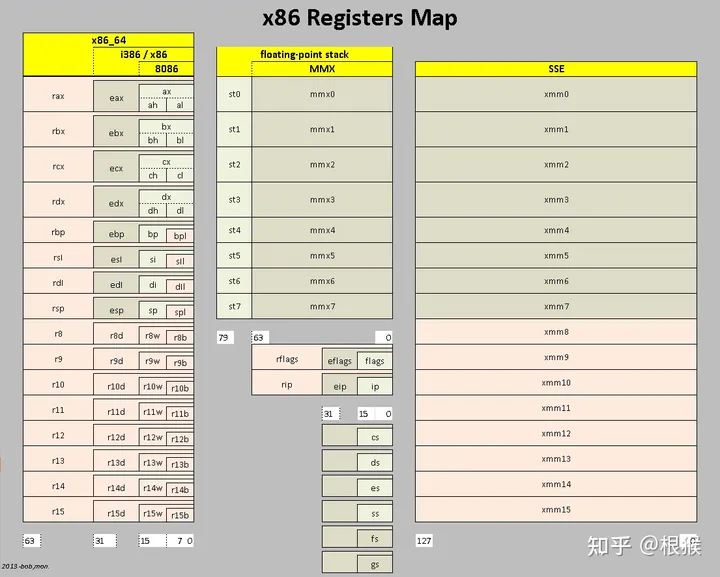 x86 Registers Map
x86_64
i386 / x86
8086
rax eax ax
ah al
rbx ebx bx
bh bl
rcx ecx cx
ch cl
rdx edx dx
dh dl
rbp ebp bp bpl
rsi esi si sil
rdi edi di dil
rsp esp sp spl
r8 r8d r8w r8b
r9 r9d r9w r9b
r10 r10d r10w r10b
r11 r11d r11w r11b
r12 r12d r12w r12b
r13 r13d r13w r13b
r14 r14d r14w r14b
r15 r15d r15w r15b
63 31 15 7 0
floating-point stack
MMX
st0 mmx0
st1 mmx1
st2 mmx2
st3 mmx3
st4 mmx4
st5 mmx5
st6 mmx6
st7 mmx7
79 63 0
rflags eflags flags
rip eip ip
31 15 0
cs
ds
es
ss
fs
gs
SSE
xmm0
xmm1
xmm2
xmm3
xmm4
xmm5
xmm6
xmm7
xmm8
xmm9
xmm10
xmm11
xmm12
xmm13
xmm14
xmm15
127
知乎 @根猴
2013-bob,mon.